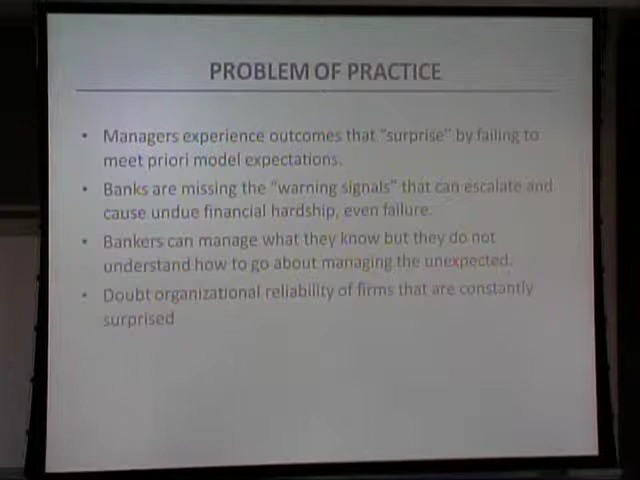 PROBLEM OF PRACTICE
• Managers experience outcomes that "surprise" by failing to
meet priori model expectations.
• Banks are missing the "warning signals" that can escalate and
cause undue financial hardship, even failure.
• Bankers can manage what they know but they do not
understand how to go about managing the unexpected.
• Doubt organizational reliability of firms that are constantly
surprised